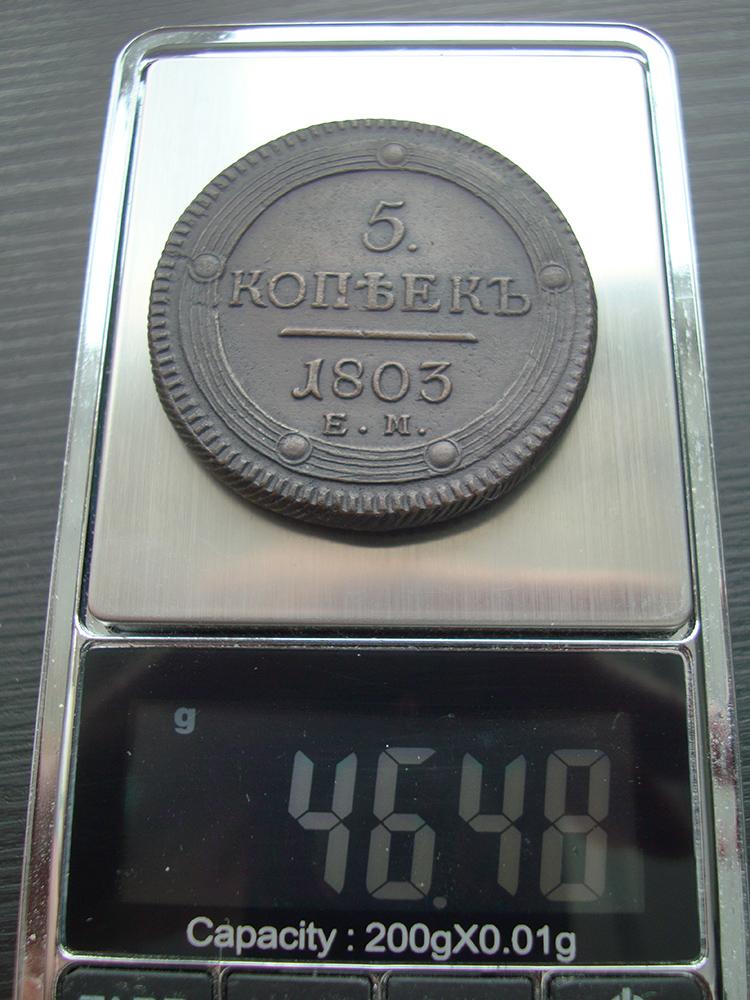 5.
КОПѢЕКЪ
1803
Е.М.
g
46.48
Capacity : 200gX0.01g